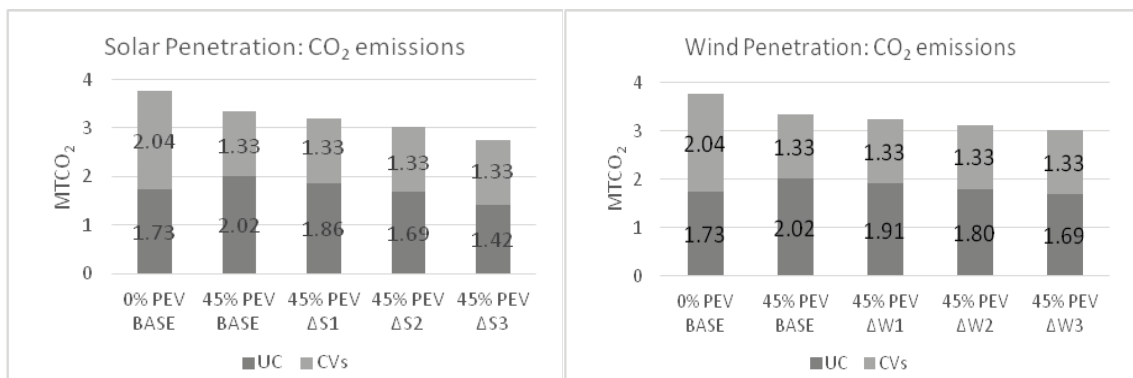 Solar Penetration: CO₂ emissions
MTCO₂
4
3
2
1
0
2.04
1.33
1.33
1.33
1.33
1.73
2.02
1.86
1.69
1.42
0% PEV BASE
45% PEV BASE
45% PEV ΔS1
45% PEV ΔS2
45% PEV ΔS3
UC CVs
Wind Penetration: CO₂ emissions
MTCO₂
4
3
2
1
0
2.04
1.33
1.33
1.33
1.33
1.73
2.02
1.91
1.80
1.69
0% PEV BASE
45% PEV BASE
45% PEV ΔW1
45% PEV ΔW2
45% PEV ΔW3
UC CVs